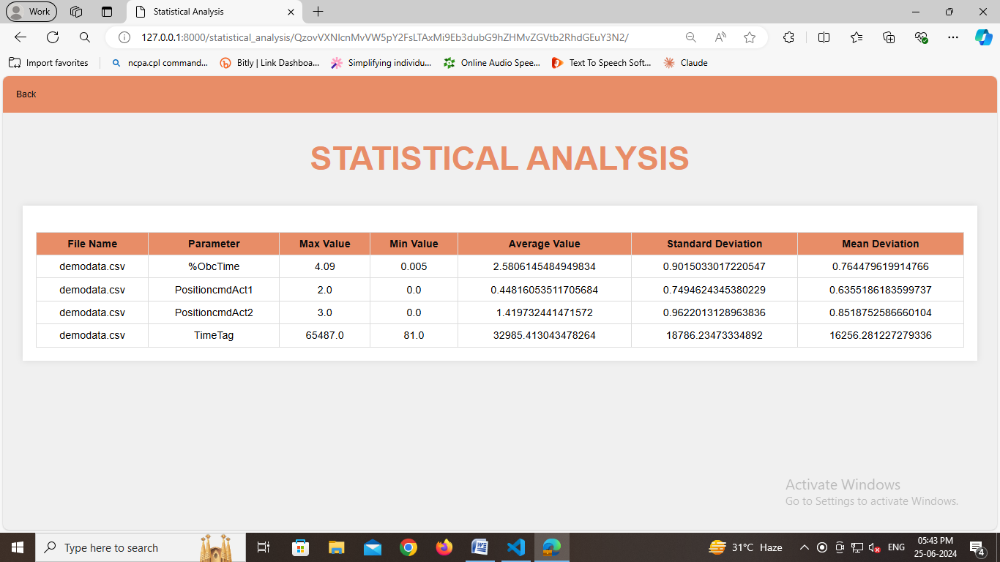 Work
Statistical Analysis
127.0.0.1:8000/statistical_analysis/QzovVXNlcnMvVW5pY2FsLTAxMi9Eb3dubG9hZHMvZGVtb2RhdGEuY3N2/
Import favorites
ncpa.cpl command...
Bitly | Link Dashboa...
Simplifying individu...
Online Audio Spee...
Text To Speech Soft...
Claude
Back
STATISTICAL ANALYSIS
File Name Parameter Max Value Min Value Average Value Standard Deviation Mean Deviation
demodata.csv %ObcTime 4.09 0.005 2.5806145484949834 0.9015033017220547 0.764479619914766
demodata.csv PositioncmdAct1 2.0 0.0 0.44816053511705684 0.7494624345380229 0.6355186183599737
demodata.csv PositioncmdAct2 3.0 0.0 1.419732441471572 0.9622013128963836 0.8518752586660104
demodata.csv TimeTag 65487.0 81.0 32985.413043478264 18786.23473334892 16256.281227279336
Activate Windows
Go to Settings to activate Windows.
Type here to search
31°C Haze
ENG
05:43 PM
25-06-2024
4